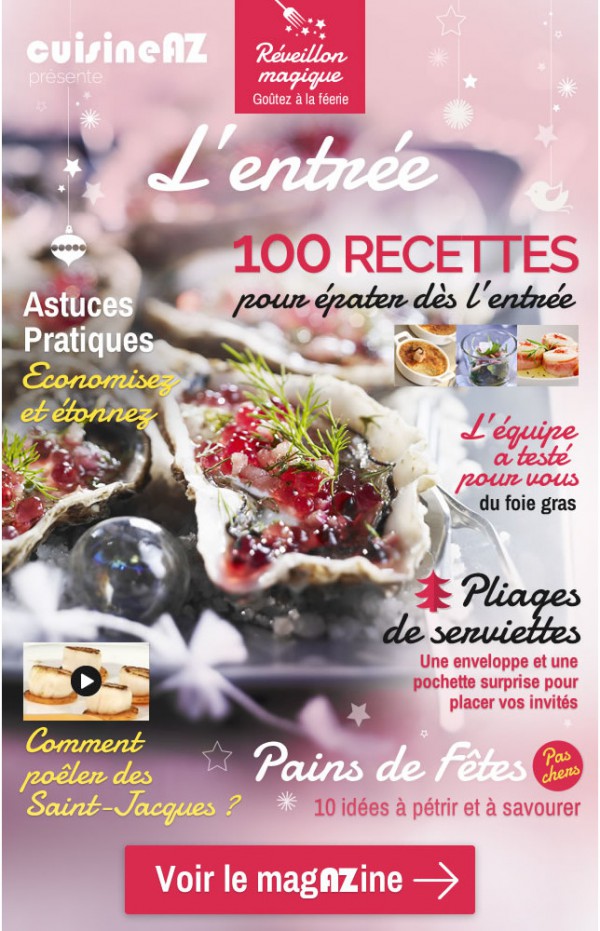 cuisineAZ
présente
Réveillon
magique
Goûtez à la féerie
L'entrée
100 RECETTES
pour épater dès l'entrée
Astuces
Pratiques
Economisez
et étonnez
L'équipe
a testé
pour vous
du foie gras
Pliages
de serviettes
Une enveloppe et une
pochette surprise pour
placer vos invités
Comment
poêler des
Saint-Jacques ?
Pains de Fêtes
Pas
chers
10 idées à pétrir et à savourer
Voir le magAZine